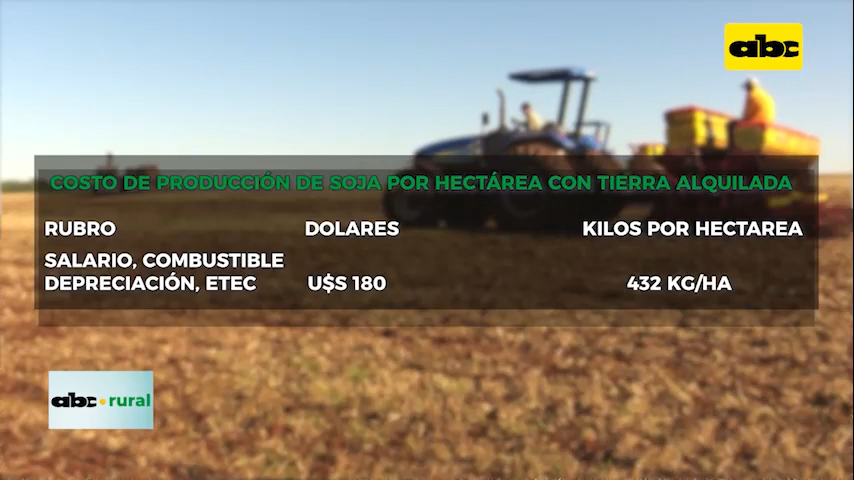 abc
COSTO DE PRODUCCIÓN DE SOJA POR HECTÁREA CON TIERRA ALQUILADA
RUBRO DOLARES KILOS POR HECTAREA
SALARIO, COMBUSTIBLE
DEPRECIACIÓN, ETEC U$S 180 432 KG/HA
abc rural